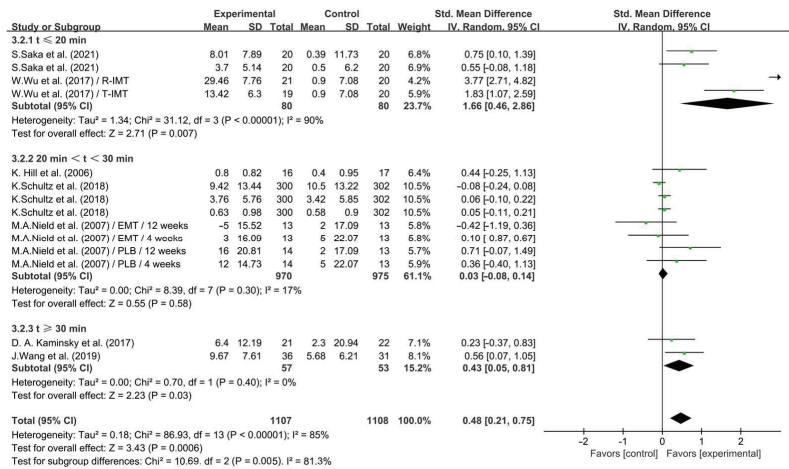 Experimental Control Std. Mean Difference Std. Mean Difference
Study or Subgroup Mean SD Total Mean SD Total Weight IV. Random, 95% CI IV. Random, 95% CI
3.2.1 t ≤ 20 min
S.Saka et al. (2021) 8.01 7.89 20 0.39 11.73 20 6.8% 0.75 [0.10, 1.39]
S.Saka et al. (2021) 3.7 5.14 20 0.5 6.2 20 6.9% 0.55 [-0.08, 1.18]
W.Wu et al. (2017) / R-IMT 29.46 7.76 21 0.9 7.08 20 4.2% 3.77 [2.71, 4.82]
W.Wu et al. (2017) / T-IMT 13.42 6.3 19 0.9 7.08 20 5.9% 1.83 [1.07, 2.59]
Subtotal (95% CI) 80 80 23.7% 1.66 [0.46, 2.86]
Heterogeneity: Tau² = 1.34; Chi² = 31.12, df = 3 (P < 0.00001); I² = 90%
Test for overall effect: Z = 2.71 (P = 0.007)
3.2.2 20 min < t < 30 min
K. Hill et al. (2006) 0.8 0.82 16 0.4 0.95 17 6.4% 0.44 [-0.25, 1.13]
K.Schultz et al. (2018) 9.42 13.44 300 10.5 13.22 302 10.5% -0.08 [-0.24, 0.08]
K.Schultz et al. (2018) 3.76 5.76 300 3.42 5.85 302 10.5% 0.06 [-0.10, 0.22]
K.Schultz et al. (2018) 0.63 0.98 300 0.58 0.9 302 10.5% 0.05 [-0.11, 0.21]
M.A.Nield et al. (2007) / EMT / 12 weeks -5 15.52 13 2 17.09 13 5.8% -0.42 [-1.19, 0.36]
M.A.Nield et al. (2007) / EMT / 4 weeks 3 16.09 13 5 22.07 13 5.9% 0.10 [ 0.87, 0.67]
M.A.Nield et al. (2007) / PLB / 12 weeks 16 20.81 14 2 17.09 13 5.7% 0.71 [-0.07, 1.49]
M.A.Nield et al. (2007) / PLB / 4 weeks 12 14.73 14 5 22.07 13 5.9% 0.36 [-0.40, 1.13]
Subtotal (95% CI) 970 975 61.1% 0.03 [-0.08, 0.14]
Heterogeneity: Tau² = 0.00; Chi² = 8.39, df = 7 (P = 0.30); I² = 17%
Test for overall effect: Z = 0.55 (P = 0.58)
3.2.3 t ≥ 30 min
D. A. Kaminsky et al. (2017) 6.4 12.19 21 2.3 20.94 22 7.1% 0.23 [-0.37, 0.83]
J.Wang et al. (2019) 9.67 7.61 36 5.68 6.21 31 8.1% 0.56 [0.07, 1.05]
Subtotal (95% CI) 57 53 15.2% 0.43 [0.05, 0.81]
Heterogeneity: Tau² = 0.00; Chi² = 0.70, df = 1 (P = 0.40); I² = 0%
Test for overall effect: Z = 2.23 (P = 0.03)
Total (95% CI) 1107 1108 100.0% 0.48 [0.21, 0.75]
Heterogeneity: Tau² = 0.18; Chi² = 86.93, df = 13 (P < 0.00001); I² = 85%
Test for overall effect: Z = 3.43 (P = 0.0006)
Test for subgroup differences: Chi² = 10.69. df = 2 (P = 0.005). I² = 81.3%
-2 -1 0 1 2
Favors [control] Favors [experimental]